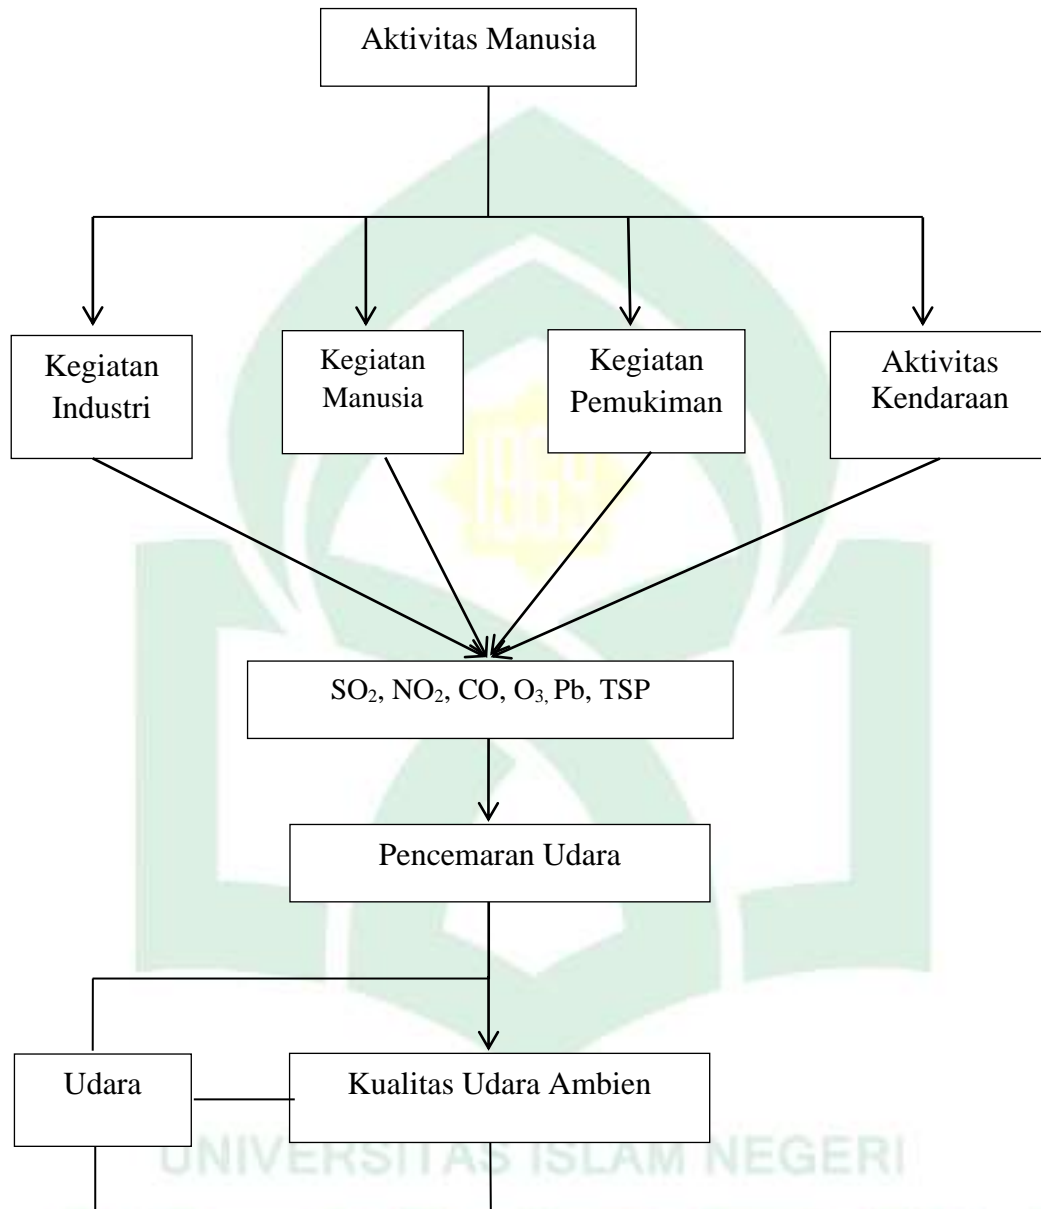 Aktivitas Manusia
Kegiatan
Industri
Kegiatan
Manusia
Kegiatan
Pemukiman
Aktivitas
Kendaraan
1965
SO₂, NO₂, CO, O₃, Pb, TSP
Pencemaran Udara
Udara
Kualitas Udara Ambien
UNIVERSITAS ISLAM NEGERI